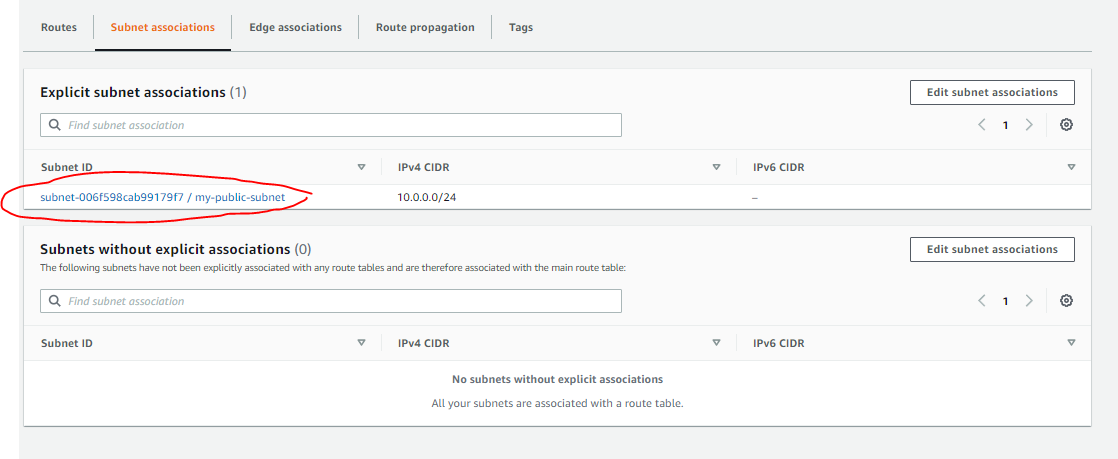 Routes Subnet associations Edge associations Route propagation Tags
Explicit subnet associations (1) Edit subnet associations
Find subnet association 1
Subnet ID IPv4 CIDR IPv6 CIDR
subnet-006f598cab99179f7 / my-public-subnet 10.0.0.0/24 –
Subnets without explicit associations (0) Edit subnet associations
The following subnets have not been explicitly associated with any route tables and are therefore associated with the main route table:
Find subnet association 1
Subnet ID IPv4 CIDR IPv6 CIDR
No subnets without explicit associations
All your subnets are associated with a route table.